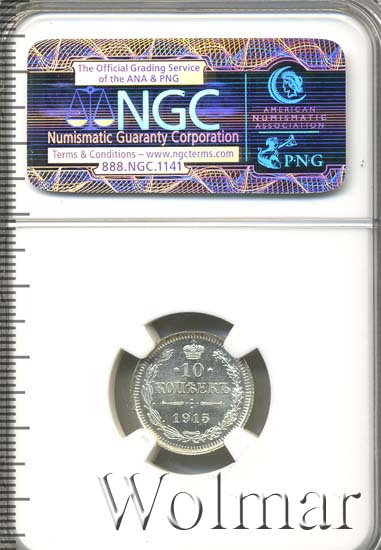 The Official Grading Service
of the ANA & PNG
NGC
Numismatic Guaranty Corporation
Terms & Conditions – www.ngcterms.com
888.NGC.1141
AMERICAN
NUMISMATIC
ASSOCIATION
PNG
10
КОПѢЕКЪ
1915
Wolmar